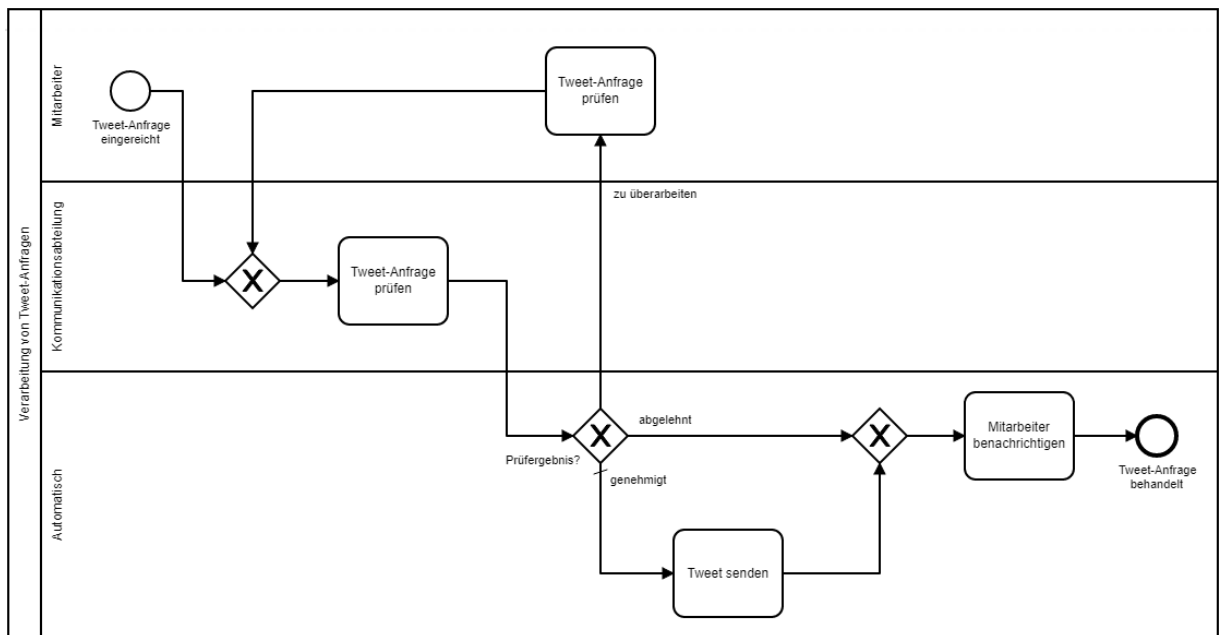 Verarbeitung von Tweet-Anfragen
Mitarbeiter
Tweet-Anfrage
eingereicht
Tweet-Anfrage
prüfen
zu überarbeiten
Kommunikationsabteilung
Tweet-Anfrage
prüfen
Automatisch
Prüfergebnis?
abgelehnt
genehmigt
Tweet senden
Mitarbeiter
benachrichtigen
Tweet-Anfrage
behandelt